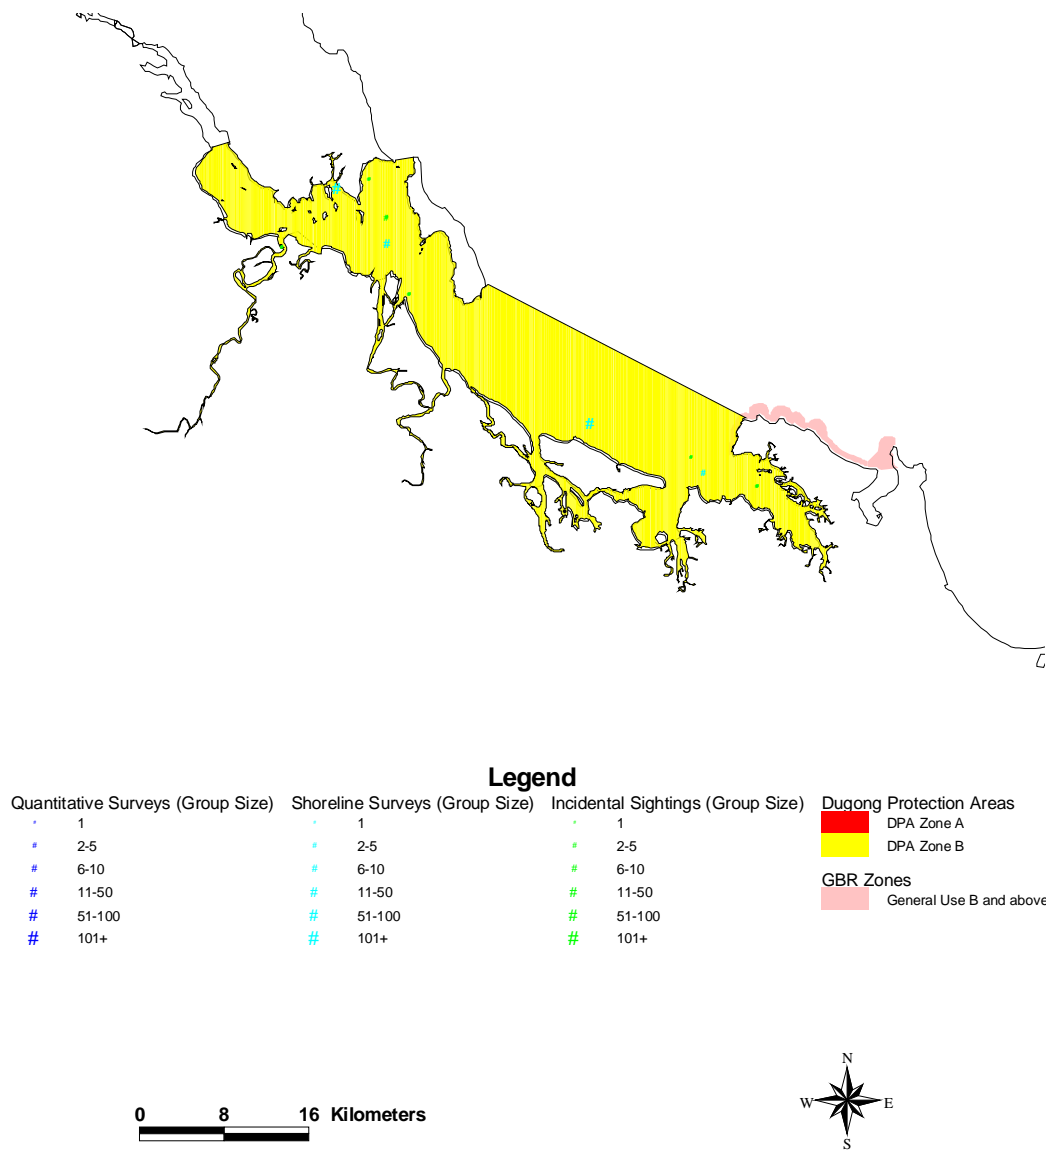 #
#
#
#
#
Legend
Quantitative Surveys (Group Size) Shoreline Surveys (Group Size) Incidental Sightings (Group Size) Dugong Protection Areas
# 1 # 1 # 1 DPA Zone A
# 2-5 # 2-5 # 2-5 DPA Zone B
# 6-10 # 6-10 # 6-10
GBR Zones
# 11-50 # 11-50 # 11-50 General Use B and above
# 51-100 # 51-100 # 51-100
# 101+ # 101+ # 101+
N
W E
S
0 8 16 Kilometers